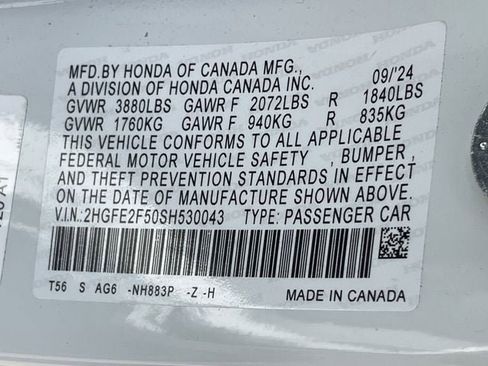 MFD.BY HONDA OF CANADA MFG.,
A DIVISION OF HONDA CANADA INC. 09/'24
GVWR 3880LBS GAWR F 2072LBS R 1840LBS
GVWR 1760KG GAWR F 940KG R 835KG
THIS VEHICLE CONFORMS TO ALL APPLICABLE
FEDERAL MOTOR VEHICLE SAFETY , BUMPER,
AND THEFT PREVENTION STANDARDS IN EFFECT
ON THE DATE OF MANUFACTURE SHOWN ABOVE.
V.I.N.:2HGFE2F50SH530043 TYPE: PASSENGER CAR
T56 S AG6 -NH883P -Z -H MADE IN CANADA